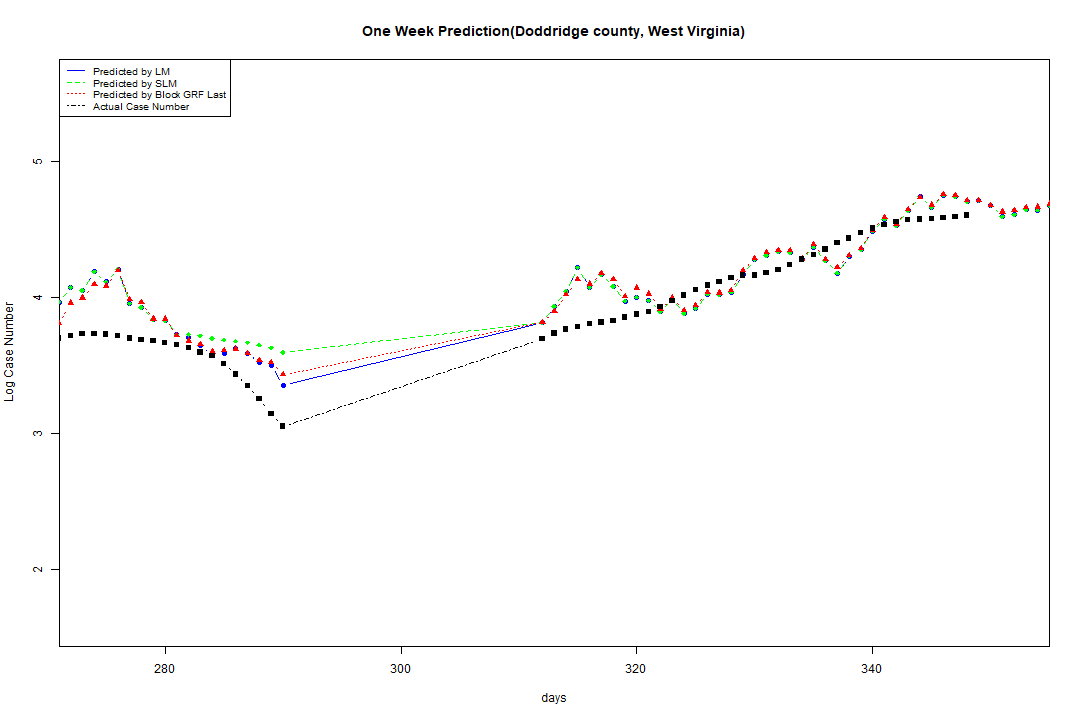 One Week Prediction(Doddridge county, West Virginia)
Predicted by LM
Predicted by SLM
Predicted by Block GRF Last
Actual Case Number
5
4
3
2
Log Case Number
280 300 320 340
days